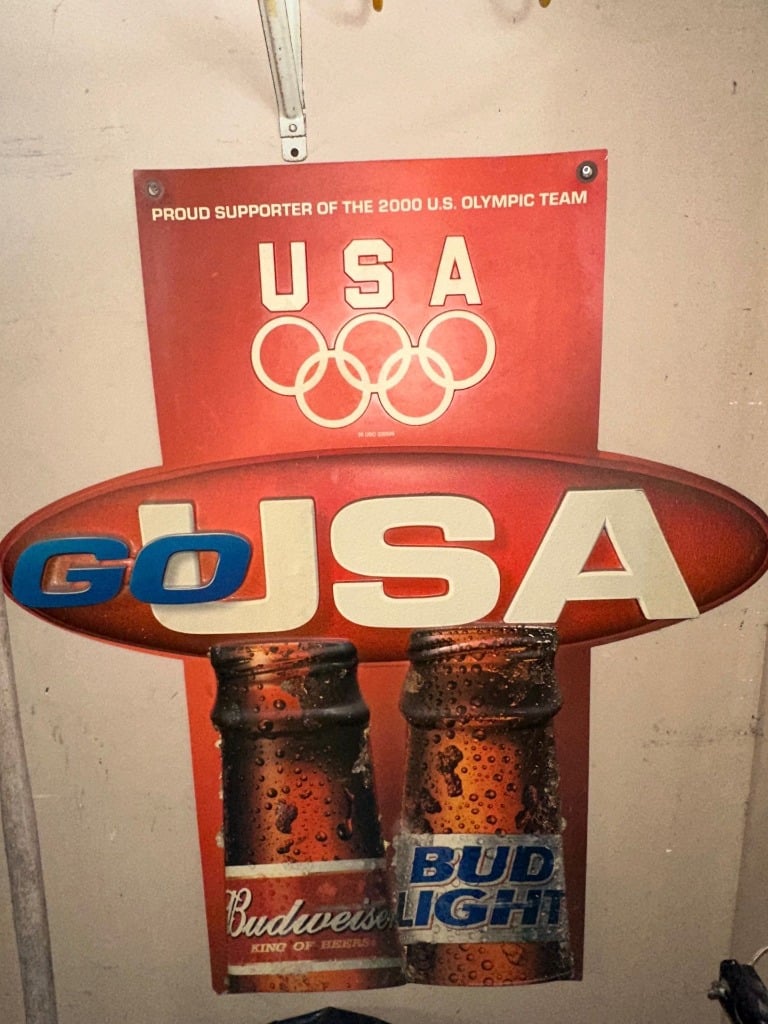 PROUD SUPPORTER OF THE 2000 U.S. OLYMPIC TEAM
USA
GO USA
Budweiser
KING OF BEERS
BUD
LIGHT